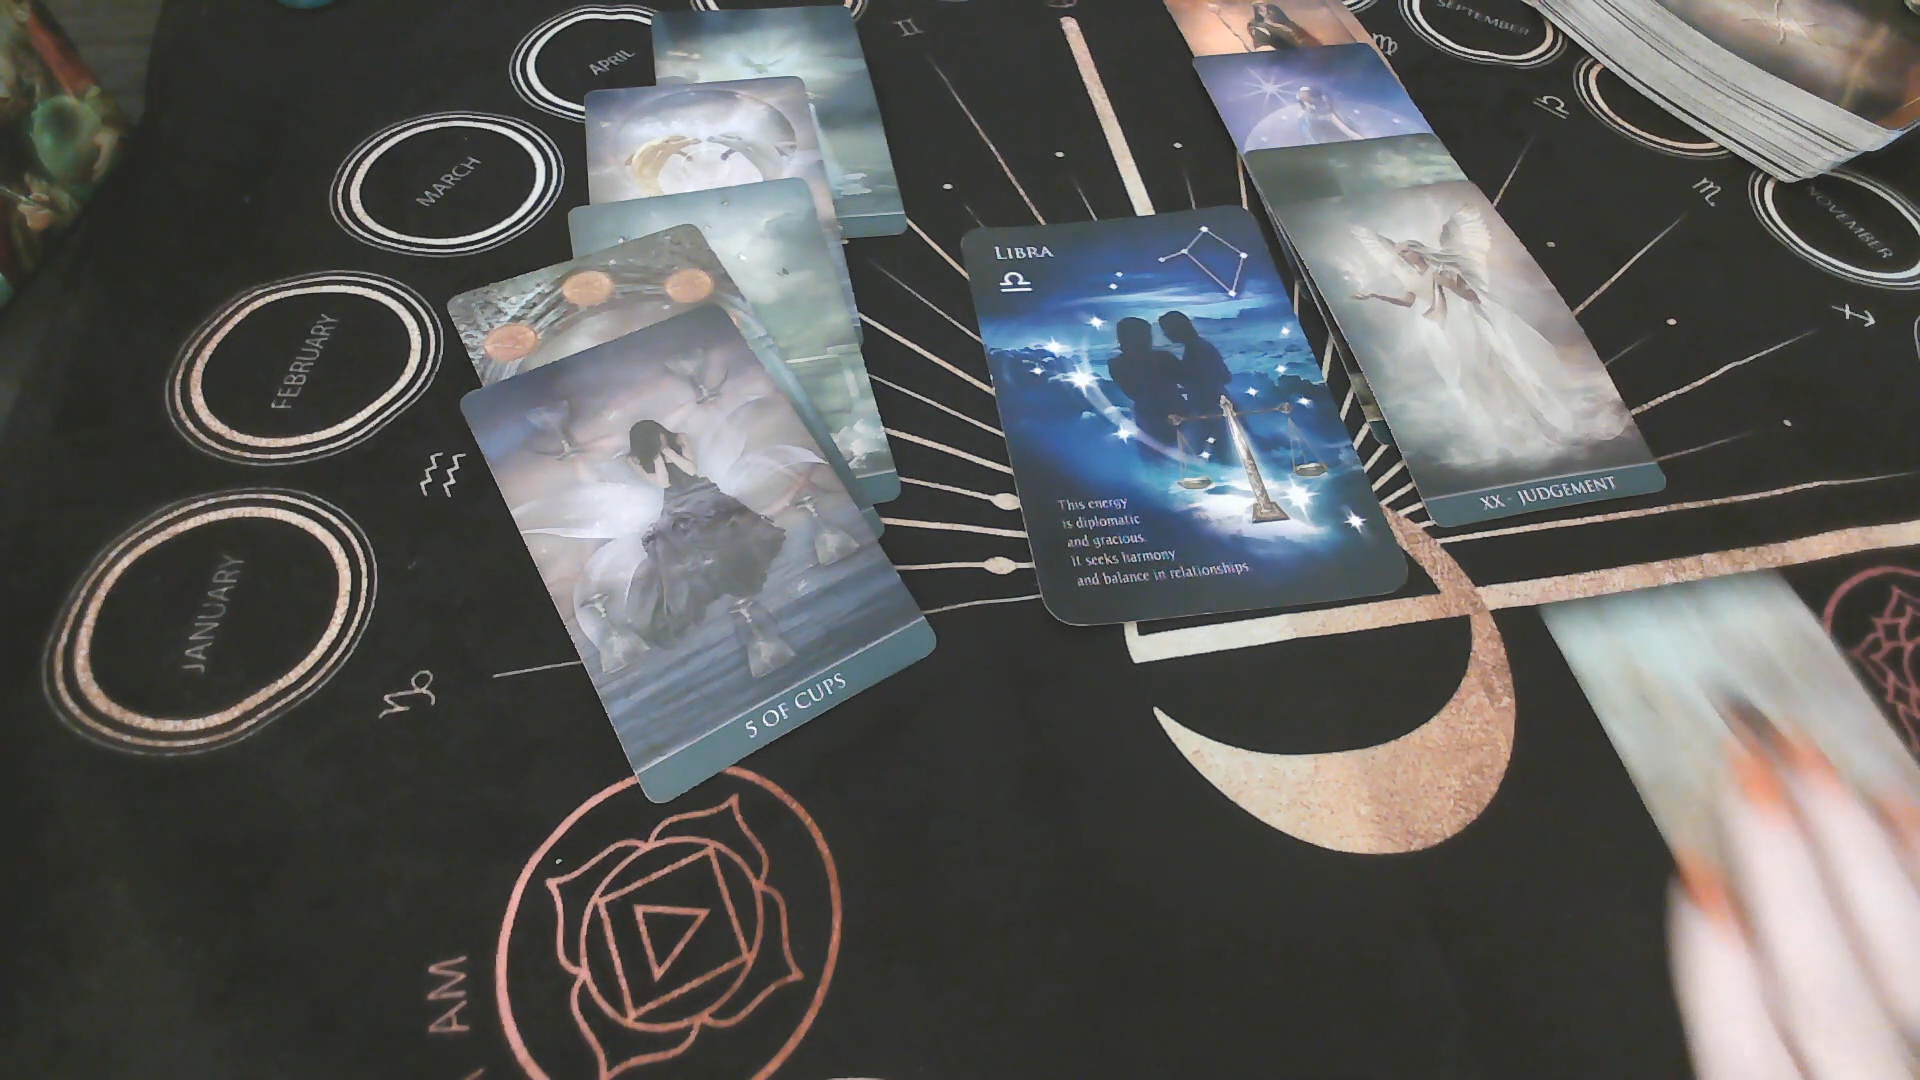 APRIL
SEPTEMBER
MARCH
NOVEMBER
LIBRA
FEBRUARY
This energy
is diplomatic
and gracious.
It seeks harmony
and balance in relationships
XX - JUDGEMENT
JANUARY
5 OF CUPS
AM